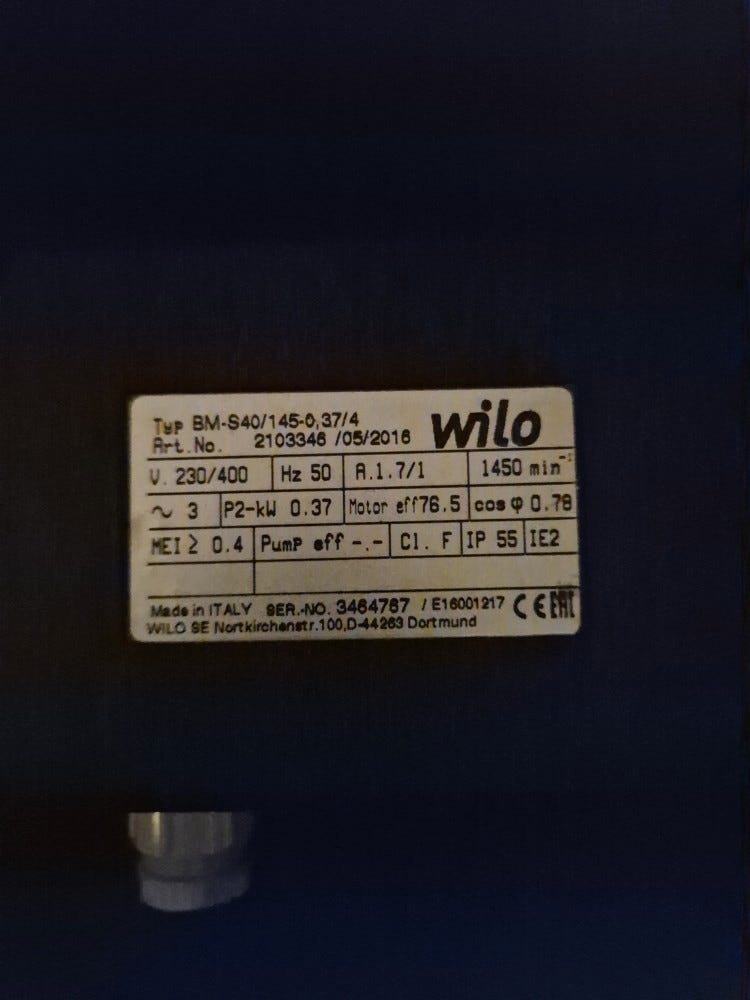 Typ BM-S40/145-0,37/4
wilo
Art.No. 2103346 /05/2016
V. 230/400 Hz 50 A.1.7/1 1450 min⁻¹
~ 3 P2-kW 0.37 Motor eff76.5 cos φ 0.78
MEI ≥ 0.4 Pump eff -.- Cl. F IP 55 IE2
Made in ITALY SER.-NO. 3464767 / E16001217 CE EAC
WILO SE Nortkirchenstr.100,D-44263 Dortmund